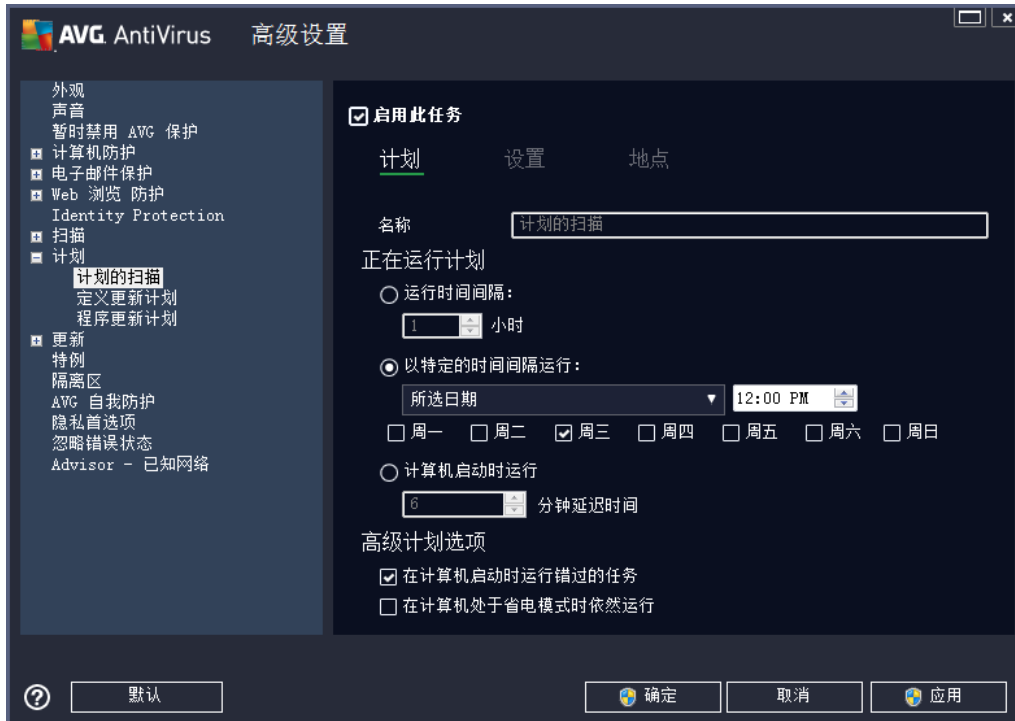 AVG AntiVirus 高级设置
外观
声音
暂时禁用 AVG 保护
计算机防护
电子邮件保护
Web 浏览 防护
Identity Protection
扫描
计划
计划的扫描
定义更新计划
程序更新计划
更新
特例
隔离区
AVG 自我防护
隐私首选项
忽略错误状态
Advisor - 已知网络
启用此任务
计划 设置 地点
名称 计划的扫描
正在运行计划
运行时间间隔:
1 小时
以特定的时间间隔运行:
所选日期 12:00 PM
周一 周二 周三 周四 周五 周六 周日
计算机启动时运行
6 分钟延迟时间
高级计划选项
在计算机启动时运行错过的任务
在计算机处于省电模式时依然运行
默认 确定 取消 应用